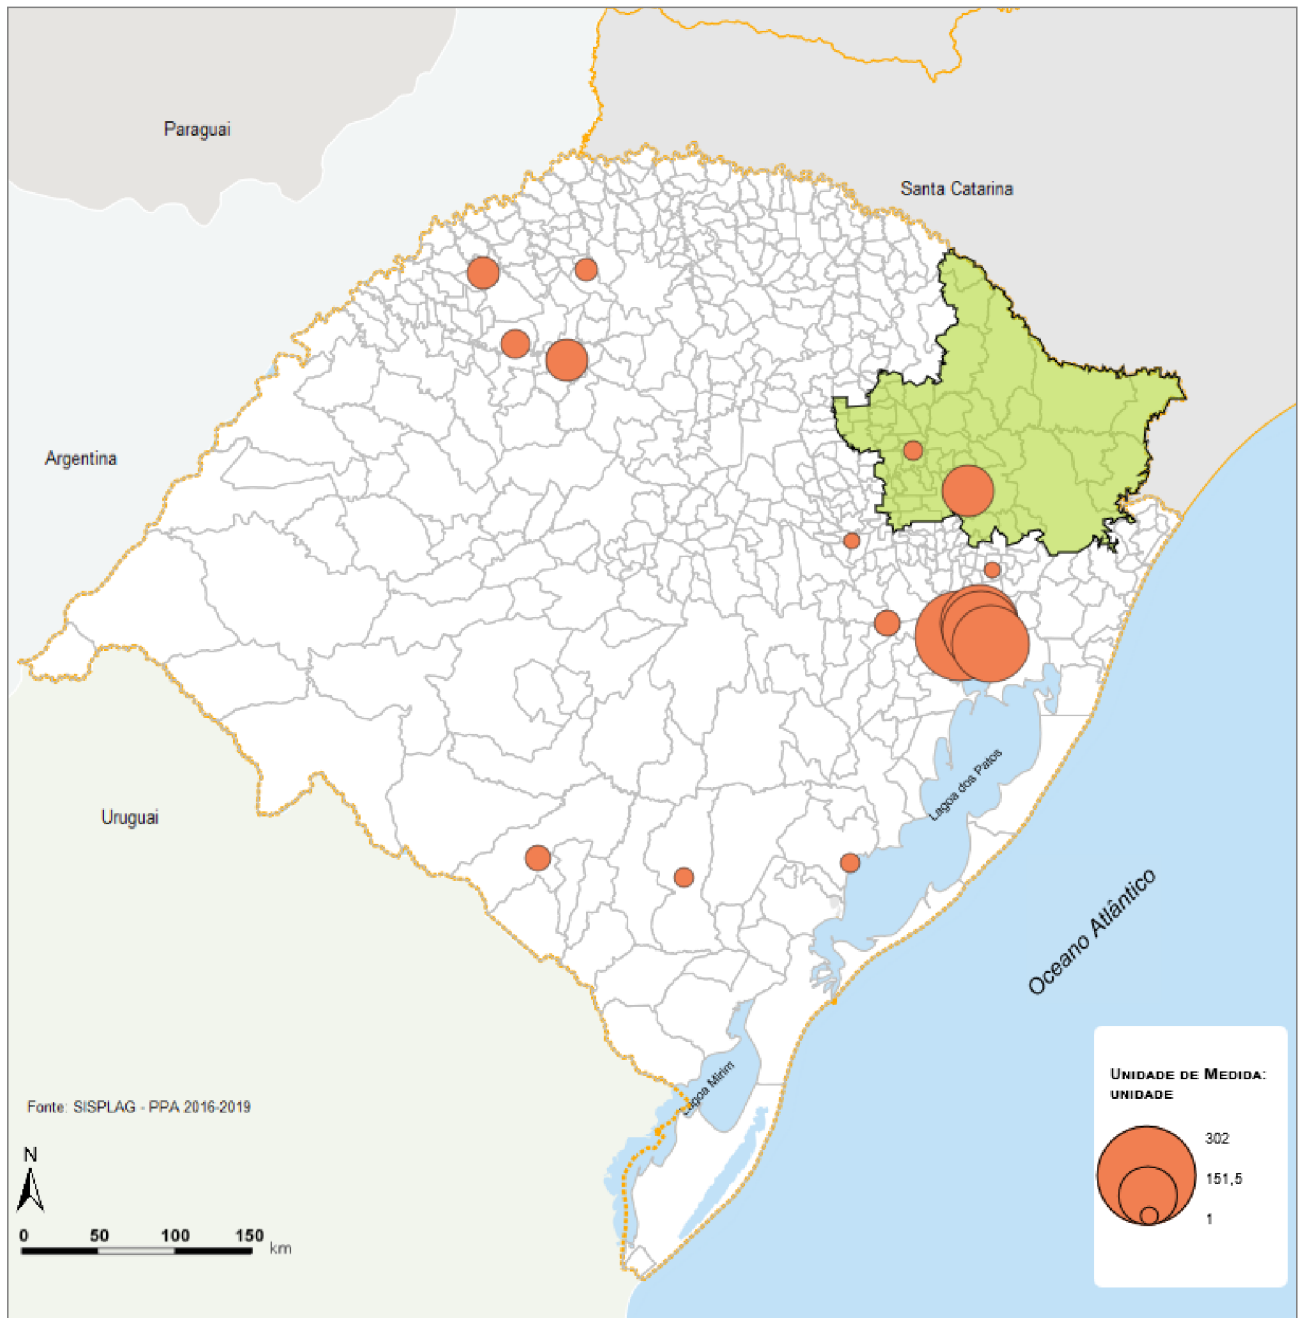 Paraguai
Santa Catarina
Argentina
Lagoa dos Patos
Uruguai
Oceano Atlântico
Lagoa Mirim
Fonte: SISPLAG - PPA 2016-2019
N
0 50 100 150
km
UNIDADE DE MEDIDA:
UNIDADE
302
151,5
1